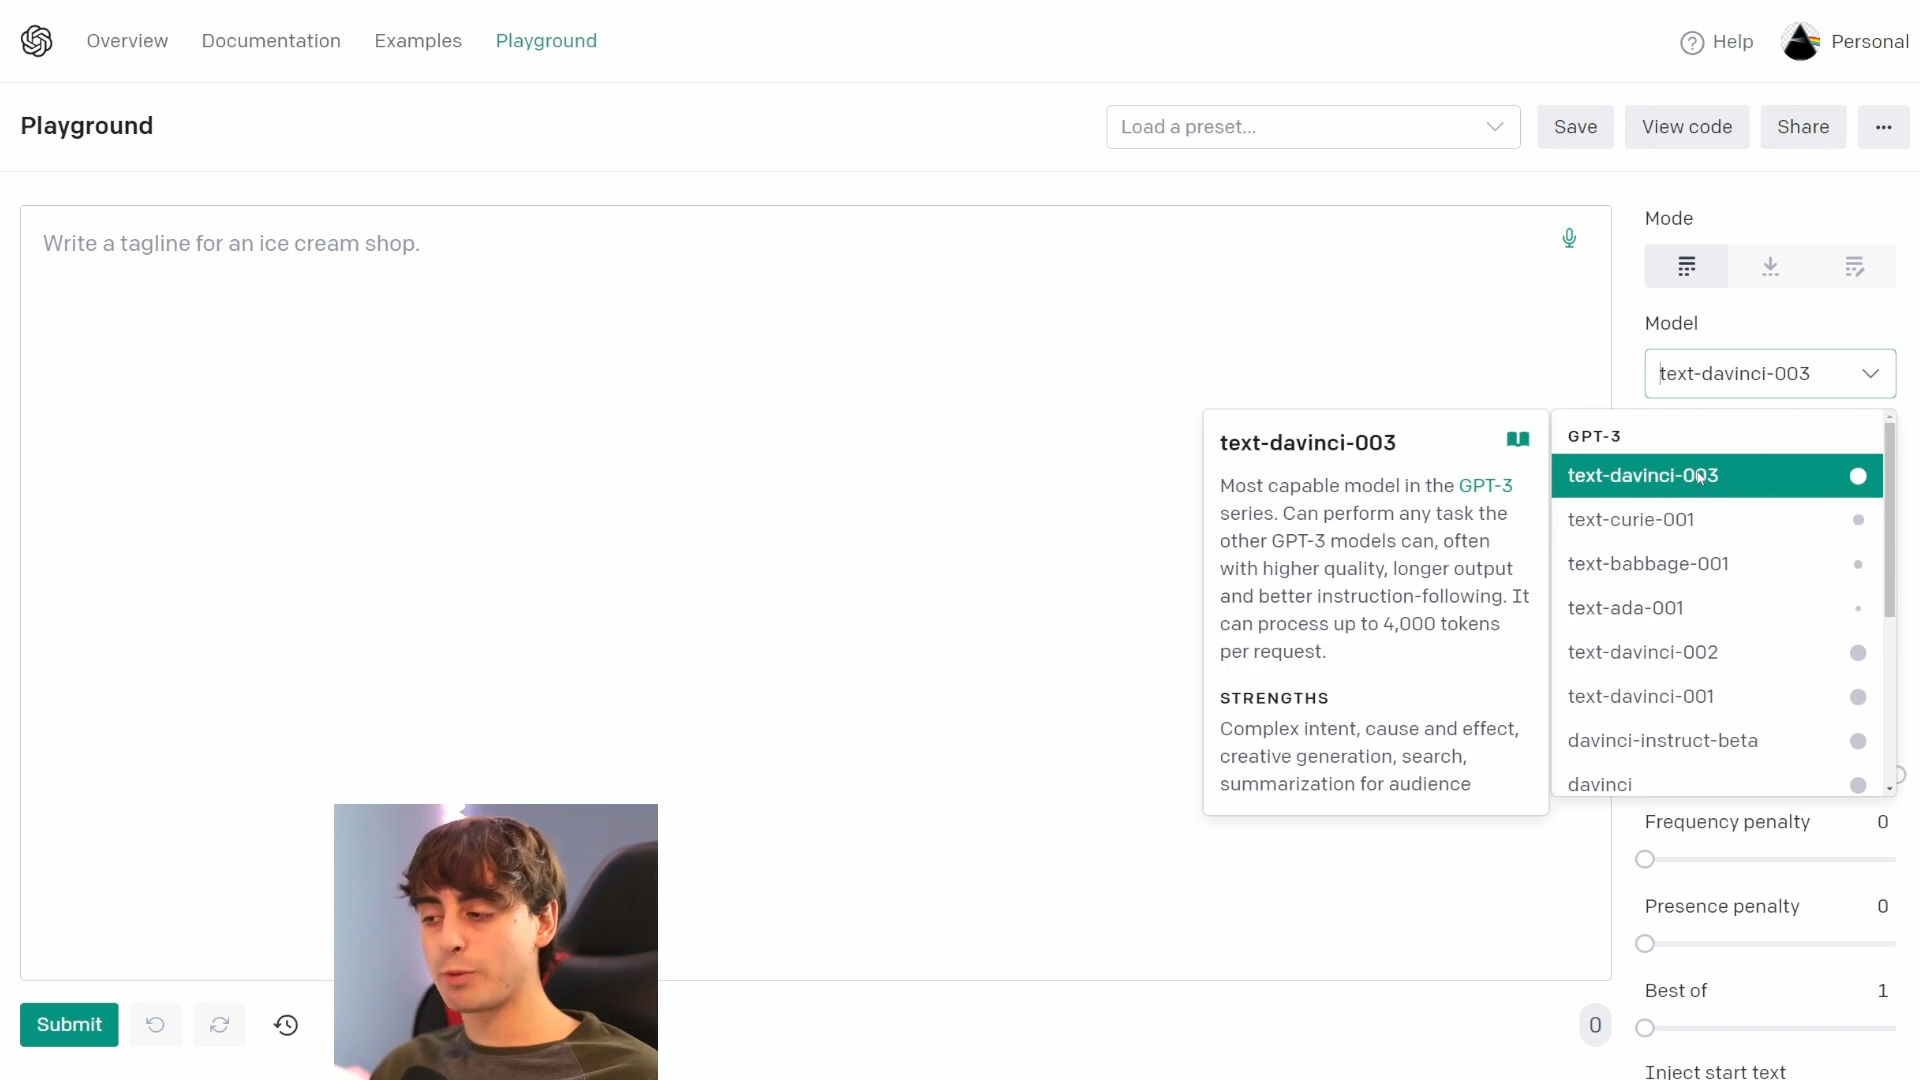 Overview Documentation Examples Playground
Help Personal
Playground
Load a preset...
Save
View code
Share
Write a tagline for an ice cream shop.
Mode
Model
text-davinci-003
text-davinci-003
Most capable model in the GPT-3
series. Can perform any task the
other GPT-3 models can, often
with higher quality, longer output
and better instruction-following. It
can process up to 4,000 tokens
per request.
STRENGTHS
Complex intent, cause and effect,
creative generation, search,
summarization for audience
GPT-3
text-davinci-003
text-curie-001
text-babbage-001
text-ada-001
text-davinci-002
text-davinci-001
davinci-instruct-beta
davinci
Frequency penalty 0
Presence penalty 0
Best of 1
Inject start text
Submit
0